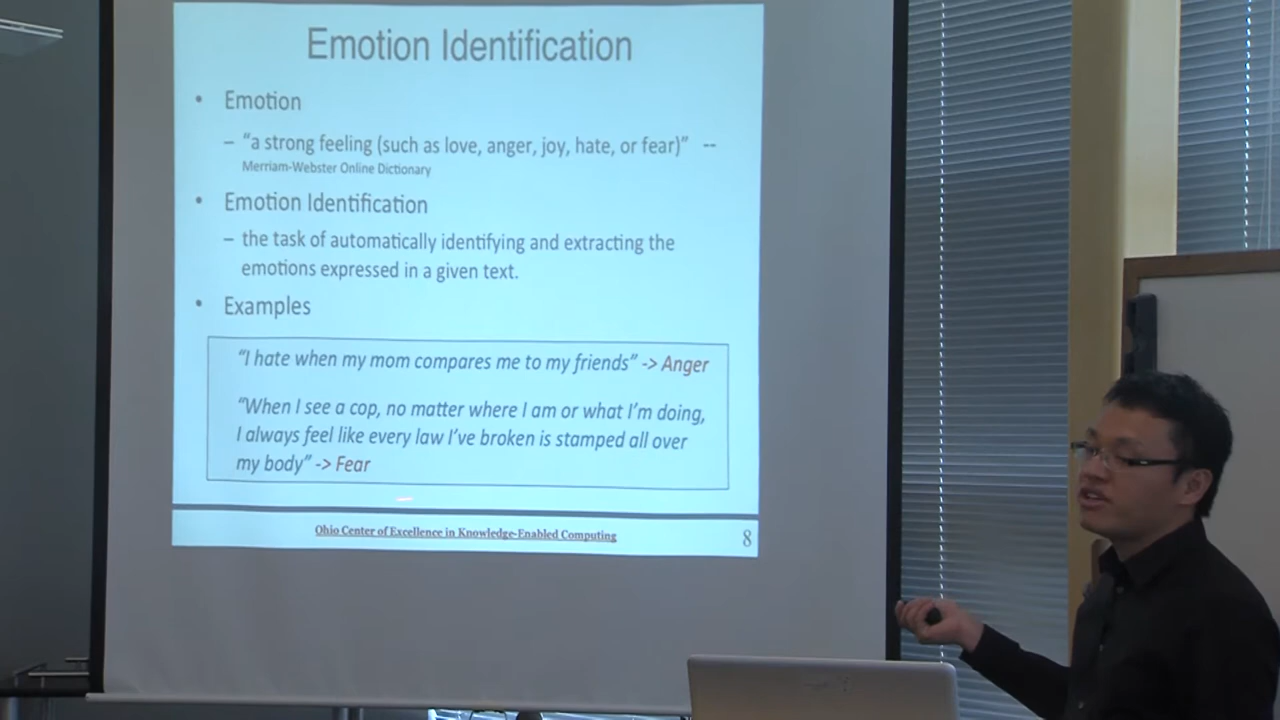 Emotion Identification
• Emotion
– "a strong feeling (such as love, anger, joy, hate, or fear)" --
Merriam-Webster Online Dictionary
• Emotion Identification
– the task of automatically identifying and extracting the
emotions expressed in a given text.
• Examples
"I hate when my mom compares me to my friends" -> Anger
"When I see a cop, no matter where I am or what I'm doing,
I always feel like every law I've broken is stamped all over
my body" -> Fear
Ohio Center of Excellence in Knowledge-Enabled Computing
8